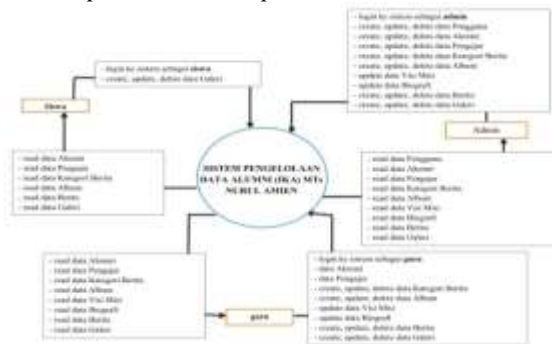 - login ke sistem sebagai siswa
- create, update, delete data Galeri
Siswa
- login ke sistem sebagai admin
- create, update, delete data Pengguna
- create, update, delete data Alumni
- create, update, delete data Pengajar
- create, update, delete data Kategori Berita
- create, update, delete data Album
- update data Visi Misi
- update data Biografi
- create, update, delete data Berita
- create, update, delete data Galeri
Admin
- read data Alumni
- read data Pengajar
- read data Kategori Berita
- read data Album
- read data Berita
- read data Galeri
SISTEM PENGELOLAAN
DATA ALUMNI (IKA) MTs
NURUL AMIEN
- read data Pengguna
- read data Alumni
- read data Pengajar
- read data Kategori Berita
- read data Album
- read data Visi Misi
- read data Biografi
- read data Berita
- read data Galeri
- read data Alumni
- read data Pengajar
- read data Kategori Berita
- read data Album
- read data Visi Misi
- read data Biografi
- read data Berita
- read data Galeri
guru
- login ke sistem sebagai guru
- data Alumni
- data Pengajar
- create, update, delete data Kategori Berita
- create, update, delete data Album
- update data Visi Misi
- update data Biografi
- create, update, delete data Berita
- create, update, delete data Galeri